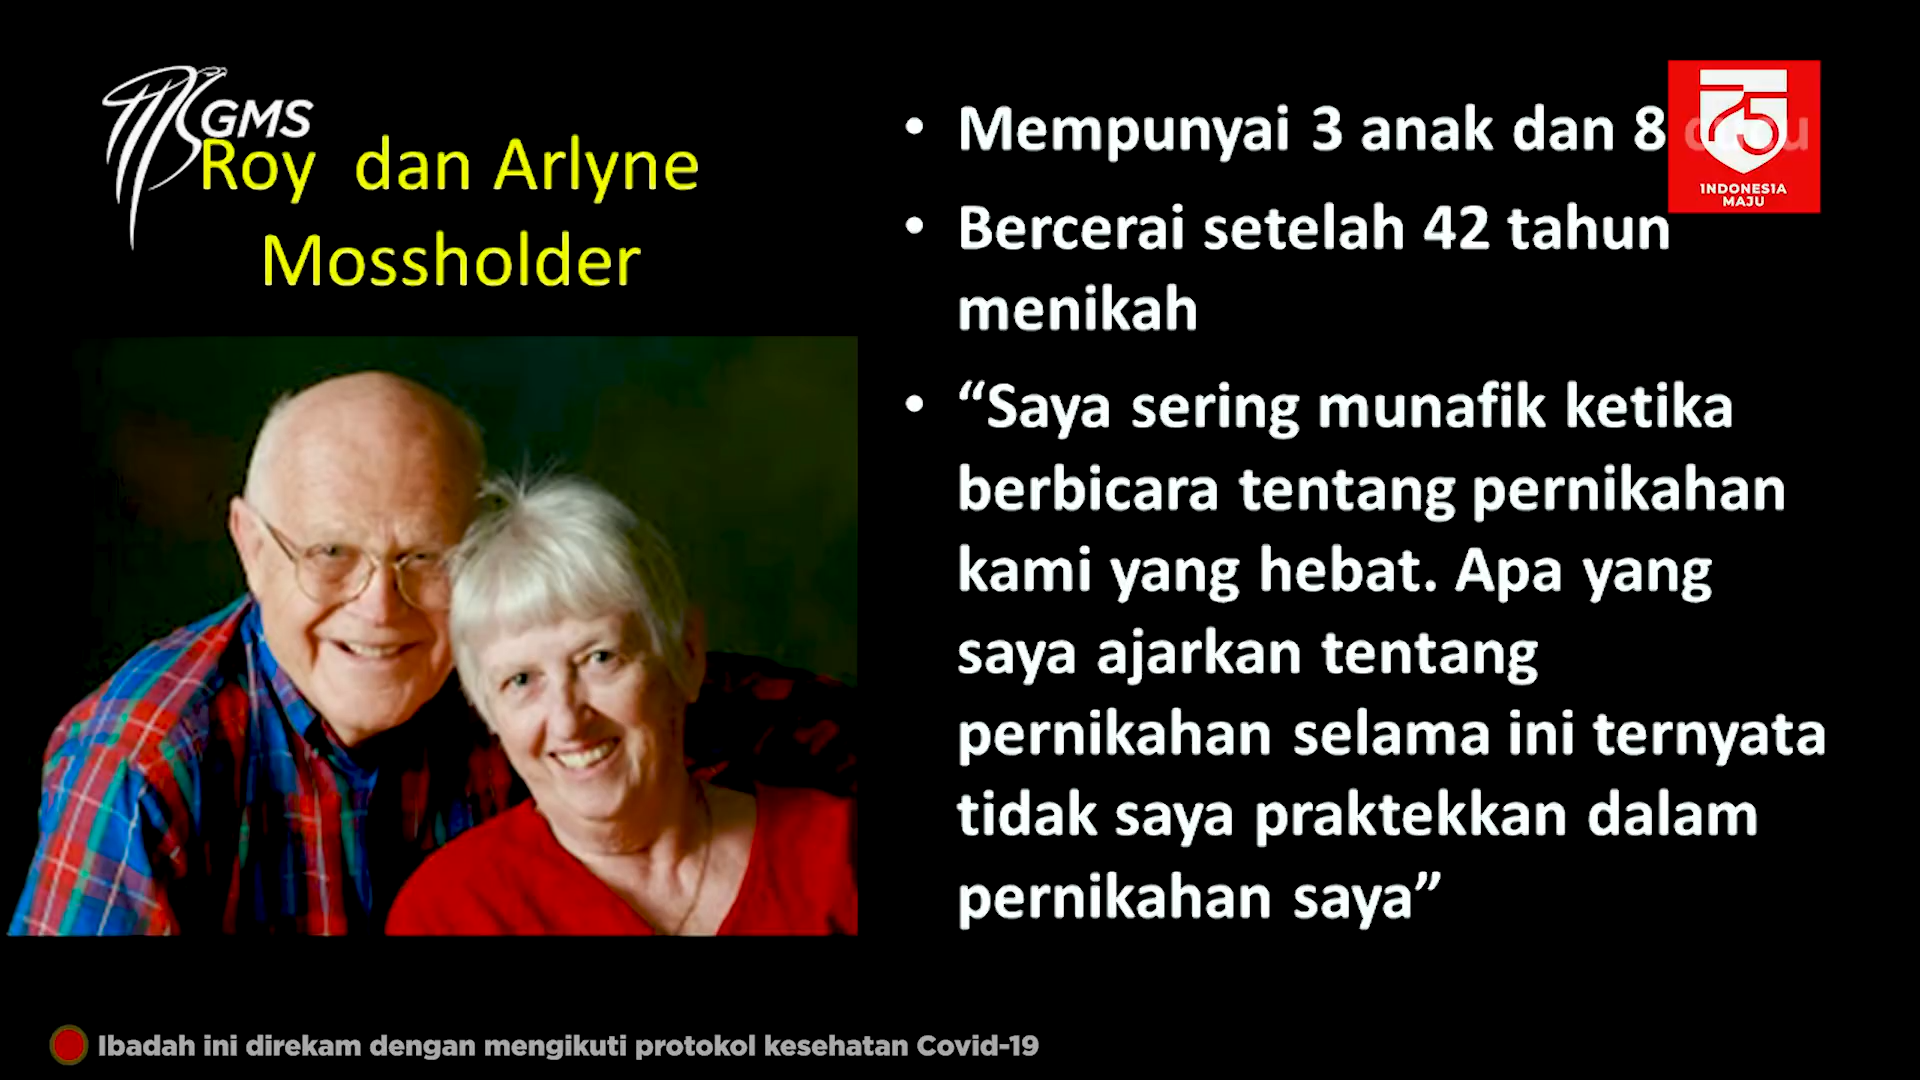 GMS
Roy dan Arlyne
Mossholder
• Mempunyai 3 anak dan 8
75
INDONESIA
MAJU
• Bercerai setelah 42 tahun
menikah
• “Saya sering munafik ketika
berbicara tentang pernikahan
kami yang hebat. Apa yang
saya ajarkan tentang
pernikahan selama ini ternyata
tidak saya praktekkan dalam
pernikahan saya”
Ibadah ini direkam dengan mengikuti protokol kesehatan Covid-19